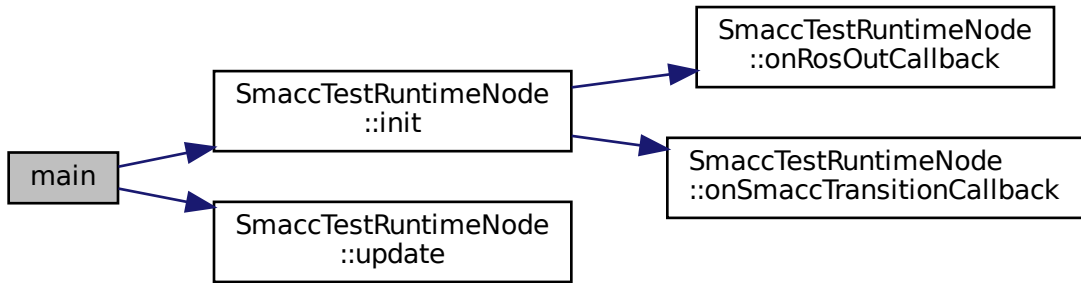 main
SmaccTestRuntimeNode
::init
SmaccTestRuntimeNode
::update
SmaccTestRuntimeNode
::onRosOutCallback
SmaccTestRuntimeNode
::onSmaccTransitionCallback